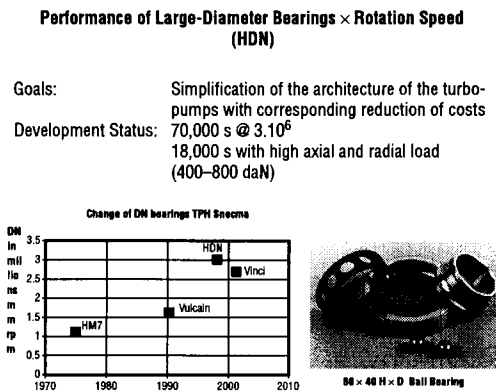 Performance of Large-Diameter Bearings × Rotation Speed
(HDN)
Goals: Simplification of the architecture of the turbo-
pumps with corresponding reduction of costs
Development Status: 70,000 s @ 3.10⁶
18,000 s with high axial and radial load
(400–800 daN)
Change of DN bearings TPH Snecma
DN
in
mil
lio
ns
m
m
rp
m
3.5
3
2.5
2
1.5
1
0.5
0
HDN
Vinci
Vulcain
HM7
1970 1980 1990 2000 2010
80 × 40 H × D Ball Bearing